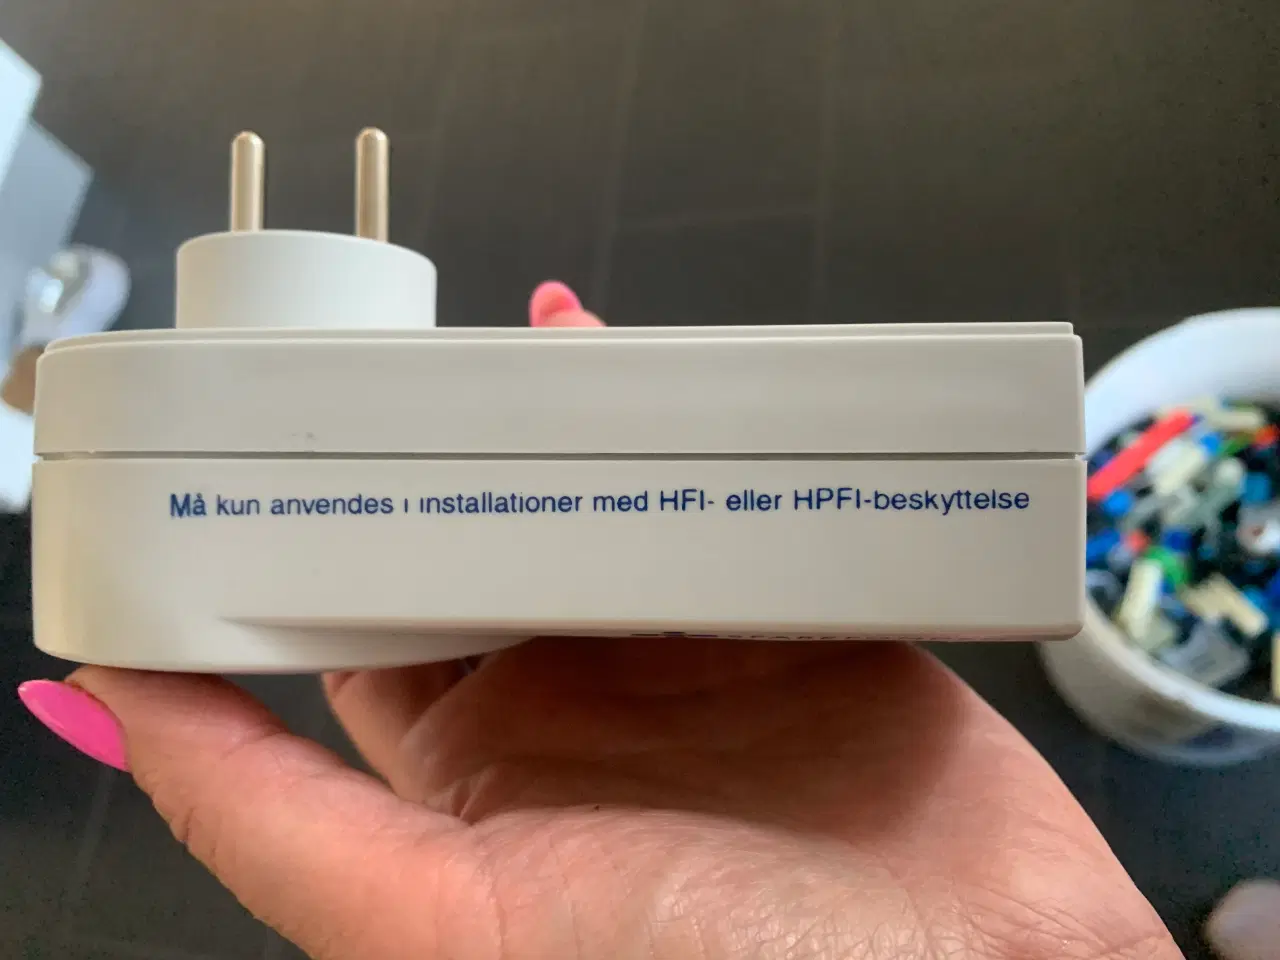 Må kun anvendes i installationer med HFI- eller HPFI-beskyttelse